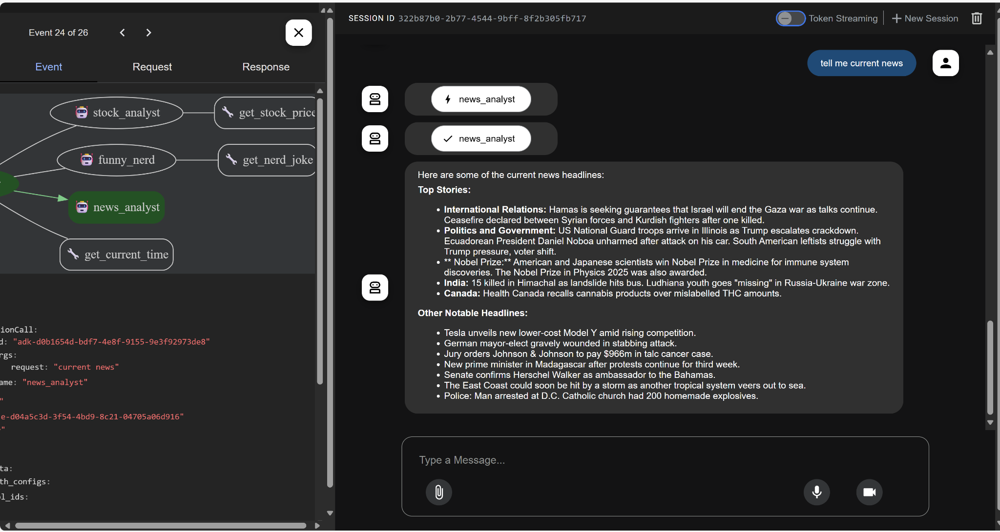 Event 24 of 26
Event Request Response
stock_analyst
get_stock_price
funny_nerd
get_nerd_joke
news_analyst
get_current_time
ionCall:
d: "adk-d0b1654d-bdf7-4e8f-9155-9e3f92973de8"
rgs:
request: "current news"
ame: "news_analyst"
"
e-d04a5c3d-3f54-4bd9-8c21-04705a06d916"
"
ta:
th_configs:
ol_ids:
SESSION ID 322b87b0-2b77-4544-9bff-8f2b305fb717
Token Streaming
New Session
tell me current news
news_analyst
news_analyst
Here are some of the current news headlines:
Top Stories:
• International Relations: Hamas is seeking guarantees that Israel will end the Gaza war as talks continue.
Ceasefire declared between Syrian forces and Kurdish fighters after one killed.
• Politics and Government: US National Guard troops arrive in Illinois as Trump escalates crackdown.
Ecuadorean President Daniel Noboa unharmed after attack on his car. South American leftists struggle with
Trump pressure, voter shift.
• ** Nobel Prize:** American and Japanese scientists win Nobel Prize in medicine for immune system
discoveries. The Nobel Prize in Physics 2025 was also awarded.
• India: 15 killed in Himachal as landslide hits bus. Ludhiana youth goes "missing" in Russia-Ukraine war zone.
• Canada: Health Canada recalls cannabis products over mislabelled THC amounts.
Other Notable Headlines:
• Tesla unveils new lower-cost Model Y amid rising competition.
• German mayor-elect gravely wounded in stabbing attack.
• Jury orders Johnson & Johnson to pay $966m in talc cancer case.
• New prime minister in Madagascar after protests continue for third week.
• Senate confirms Herschel Walker as ambassador to the Bahamas.
• The East Coast could soon be hit by a storm as another tropical system veers out to sea.
• Police: Man arrested at D.C. Catholic church had 200 homemade explosives.
Type a Message...